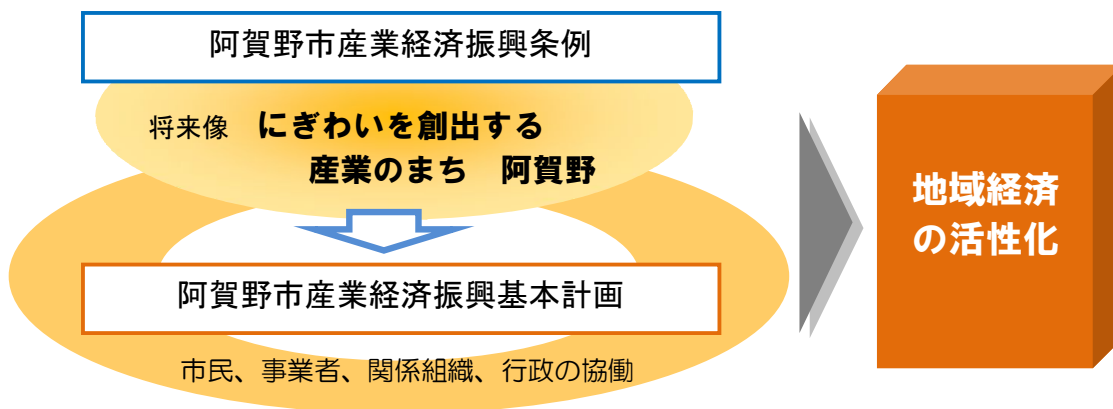 阿賀野市産業経済振興条例
将来像　にぎわいを創出する
産業のまち　阿賀野
阿賀野市産業経済振興基本計画
市民、事業者、関係組織、行政の協働
地域経済
の活性化